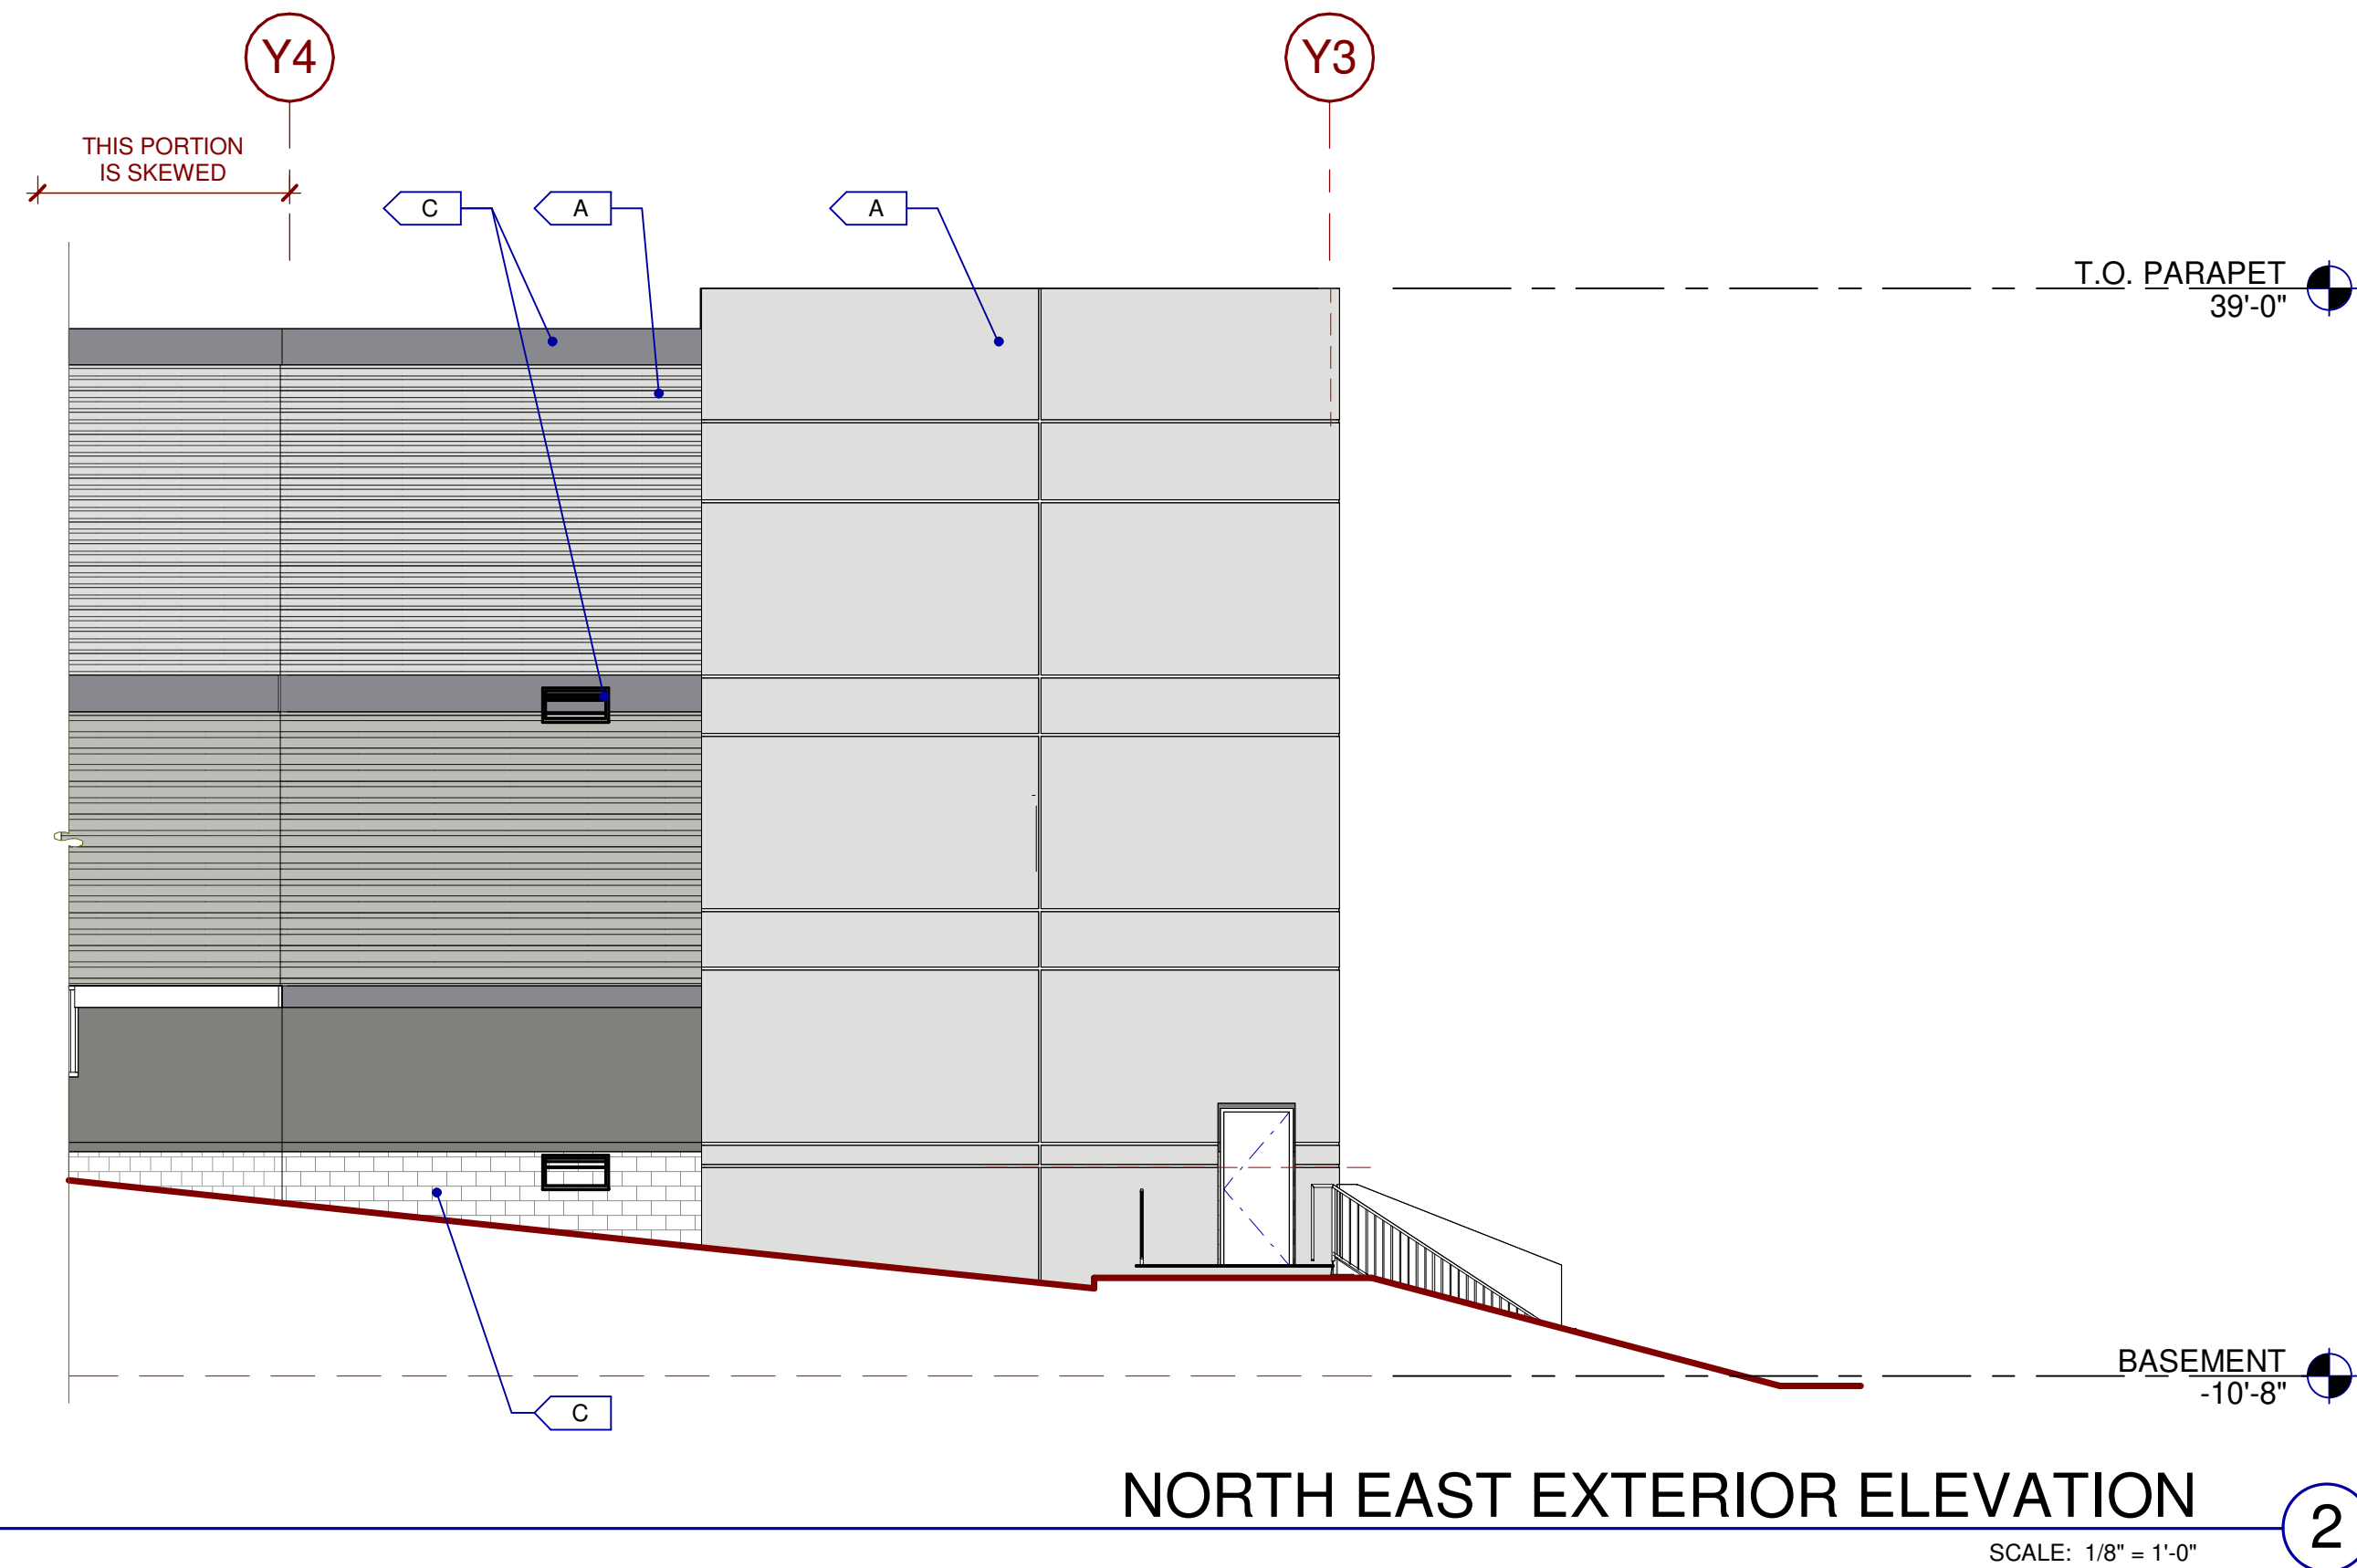 Y4
Y3
THIS PORTION
IS SKEWED
C
A
A
T.O. PARAPET
39'-0"
BASEMENT
-10'-8"
C
NORTH EAST EXTERIOR ELEVATION
2
SCALE: 1/8" = 1'-0"